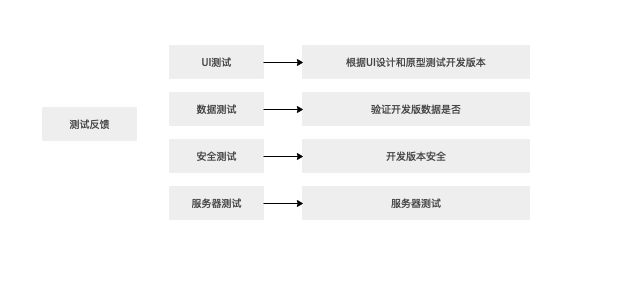 UI测试
根据UI设计和原型测试开发版本
数据测试
验证开发版数据是否
测试反馈
安全测试
开发版本安全
服务器测试
服务器测试